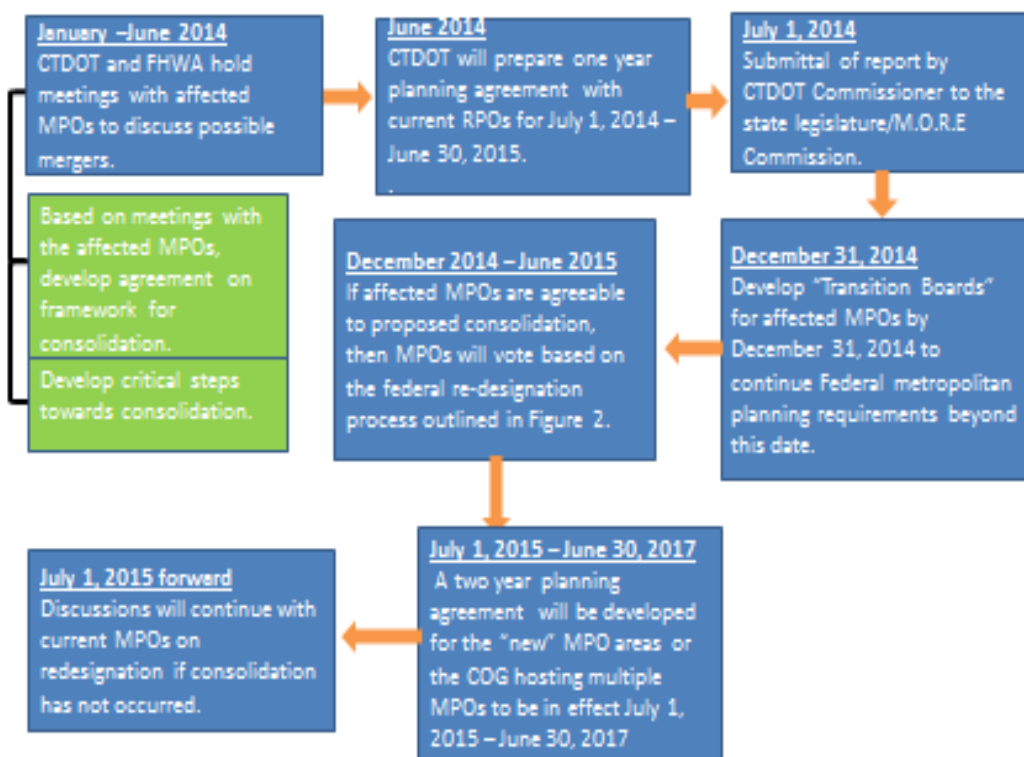 January –June 2014
CTDOT and FHWA hold
meetings with affected
MPOs to discuss possible
mergers.
Based on meetings with
the affected MPOs,
develop agreement on
framework for
consolidation.
Develop critical steps
towards consolidation.
June 2014
CTDOT will prepare one year
planning agreement with
current RPOs for July 1, 2014 –
June 30, 2015.
.
July 1, 2014
Submittal of report by
CTDOT Commissioner to the
state legislature/M.O.R.E
Commission.
December 31, 2014
Develop “Transition Boards”
for affected MPOs by
December 31, 2014 to
continue Federal metropolitan
planning requirements beyond
this date.
December 2014 – June 2015
If affected MPOs are agreeable
to proposed consolidation,
then MPOs will vote based on
the federal re-designation
process outlined in Figure 2.
July 1, 2015 – June 30, 2017
A two year planning
agreement will be developed
for the “new” MPO areas or
the COG hosting multiple
MPOs to be in effect July 1,
2015 – June 30, 2017
July 1, 2015 forward
Discussions will continue with
current MPOs on
redesignation if consolidation
has not occurred.